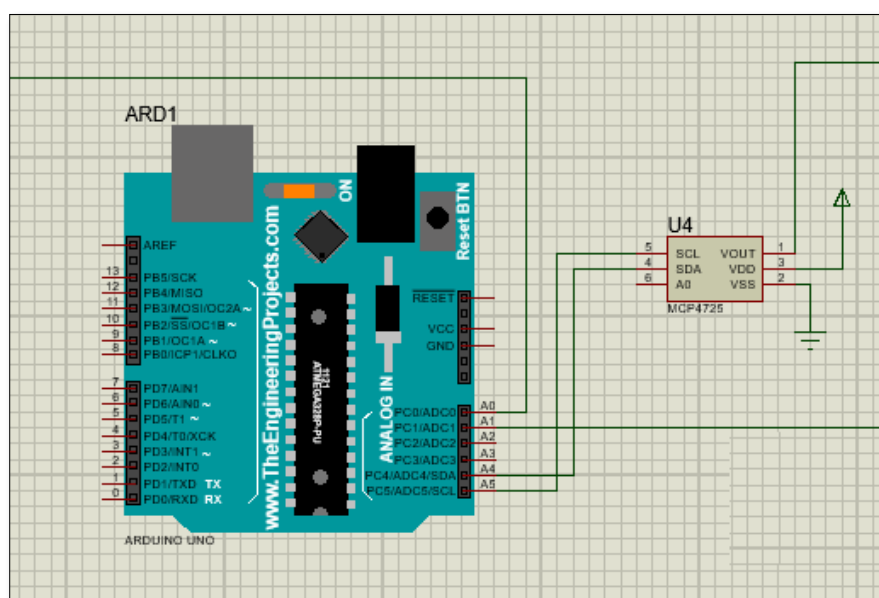 ARD1
ON
Reset BTN
www.TheEngineeringProjects.com
1121
ATMEGA328P-PU
ANALOG IN
AREF
13 PB5/SCK
12 PB4/MISO
11 PB3/MOSI/OC2A ~
10 PB2/SS/OC1B ~
9 PB1/OC1A ~
8 PB0/ICP1/CLKO
7 PD7/AIN1
6 PD6/AIN0 ~
5 PD5/T1 ~
4 PD4/T0/XCK
3 PD3/INT1 ~
2 PD2/INT0
1 PD1/TXD TX
0 PD0/RXD RX
RESET
VCC
GND
PC0/ADC0 A0
PC1/ADC1 A1
PC2/ADC2 A2
PC3/ADC3 A3
PC4/ADC4/SDA A4
PC5/ADC5/SCL A5
ARDUINO UNO
U4
5 SCL VOUT 1
4 SDA VDD 3
6 A0 VSS 2
MCP4725